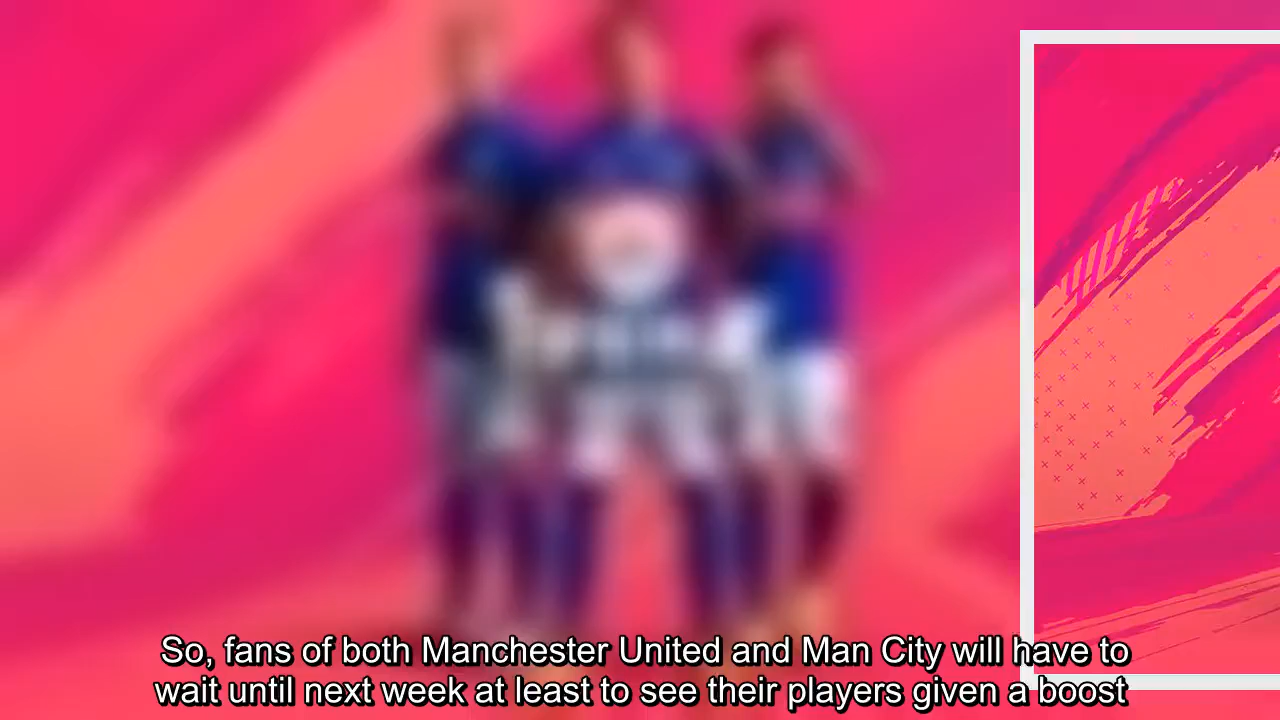 So, fans of both Manchester United and Man City will have to
wait until next week at least to see their players given a boost